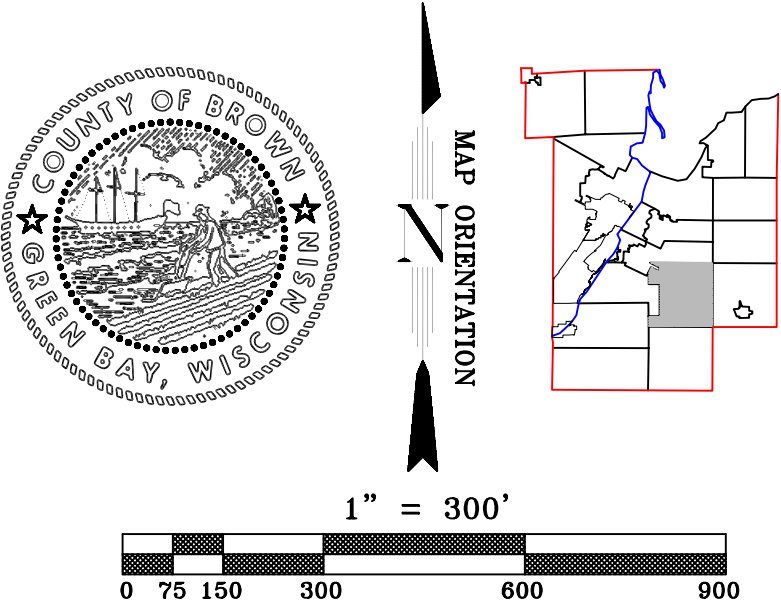 COUNTY OF BROWN
GREEN BAY, WISCONSIN
MAP ORIENTATION
N
1" = 300'
0 75 150 300 600 900